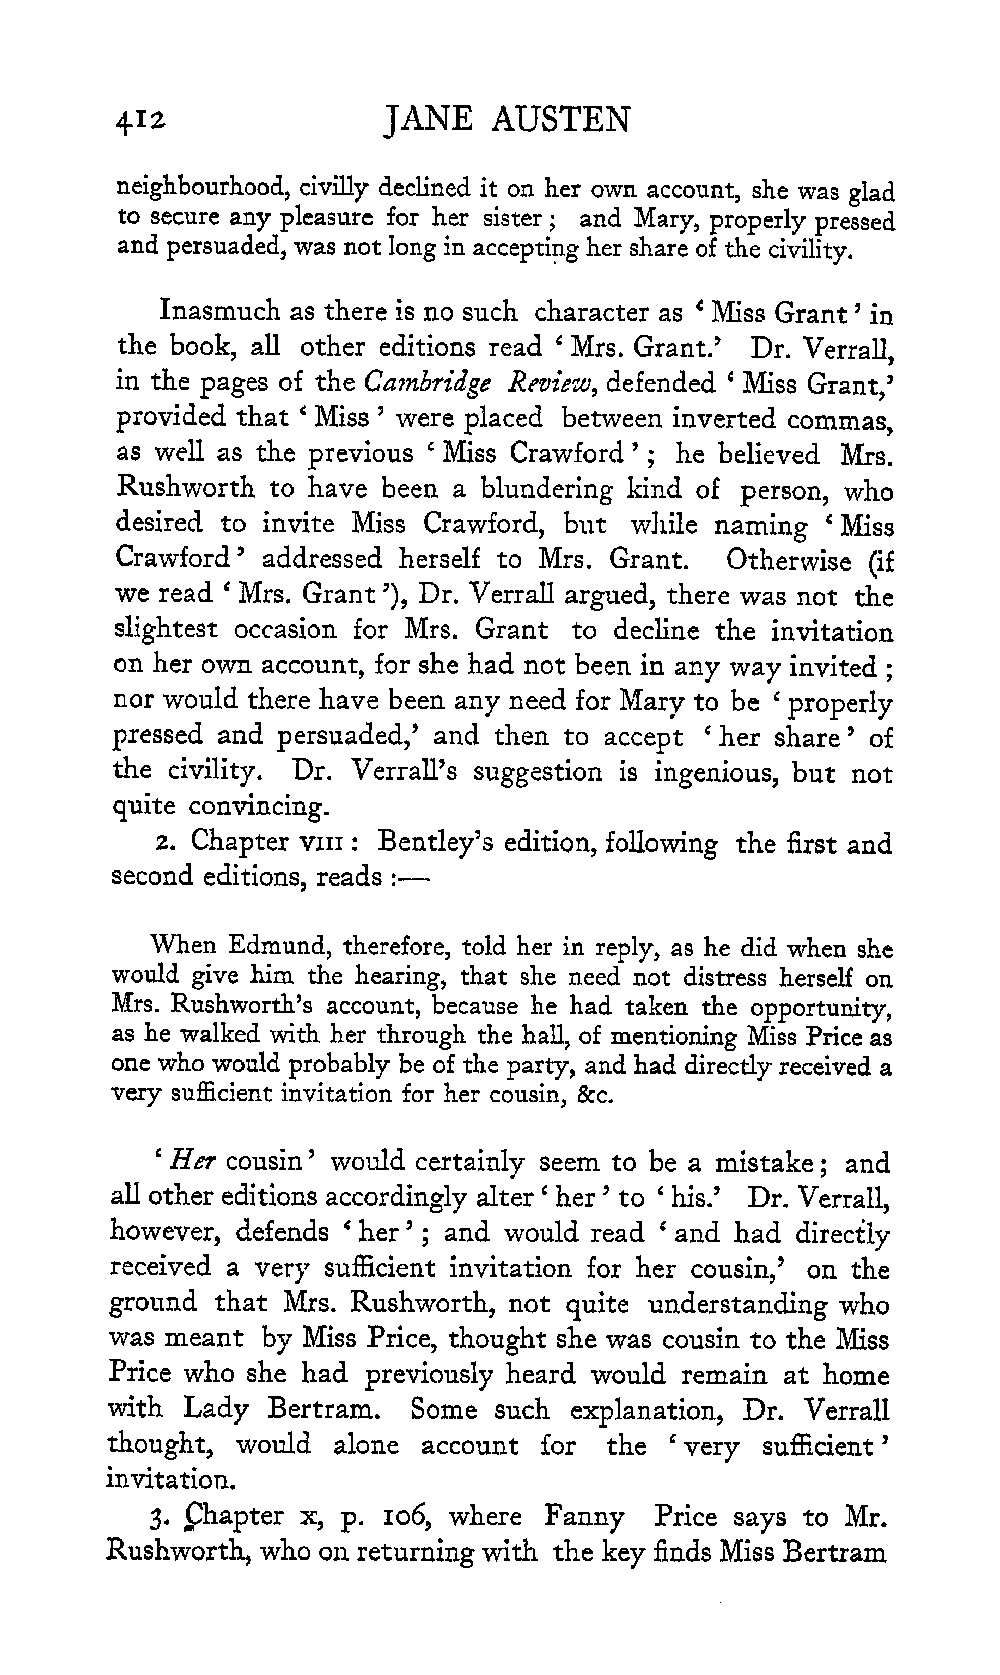 412 JANE AUSTEN
neighbourhood, civilly declined it on her own account, she was glad
to secure any pleasure for her sister; and Mary, properly pressed
and persuaded, was not long in accepting her share of the civility.
Inasmuch as there is no such character as ‘ Miss Grant ’ in
the book, all other editions read ‘ Mrs. Grant.’ Dr. Verrall,
in the pages of the Cambridge Review, defended ‘ Miss Grant,’
provided that ‘ Miss ’ were placed between inverted commas,
as well as the previous ‘ Miss Crawford ’ ; he believed Mrs.
Rushworth to have been a blundering kind of person, who
desired to invite Miss Crawford, but while naming ‘ Miss
Crawford ’ addressed herself to Mrs. Grant. Otherwise (if
we read ‘ Mrs. Grant ’), Dr. Verrall argued, there was not the
slightest occasion for Mrs. Grant to decline the invitation
on her own account, for she had not been in any way invited ;
nor would there have been any need for Mary to be ‘ properly
pressed and persuaded,’ and then to accept ‘ her share ’ of
the civility. Dr. Verrall’s suggestion is ingenious, but not
quite convincing.
2. Chapter VIII : Bentley’s edition, following the first and
second editions, reads :—
When Edmund, therefore, told her in reply, as he did when she
would give him the hearing, that she need not distress herself on
Mrs. Rushworth’s account, because he had taken the opportunity,
as he walked with her through the hall, of mentioning Miss Price as
one who would probably be of the party, and had directly received a
very sufficient invitation for her cousin, &c.
‘ Her cousin ’ would certainly seem to be a mistake ; and
all other editions accordingly alter ‘ her ’ to ‘ his.’ Dr. Verrall,
however, defends ‘ her ’ ; and would read ‘ and had directly
received a very sufficient invitation for her cousin,’ on the
ground that Mrs. Rushworth, not quite understanding who
was meant by Miss Price, thought she was cousin to the Miss
Price who she had previously heard would remain at home
with Lady Bertram. Some such explanation, Dr. Verrall
thought, would alone account for the ‘ very sufficient ’
invitation.
3. Chapter x, p. 106, where Fanny Price says to Mr.
Rushworth, who on returning with the key finds Miss Bertram